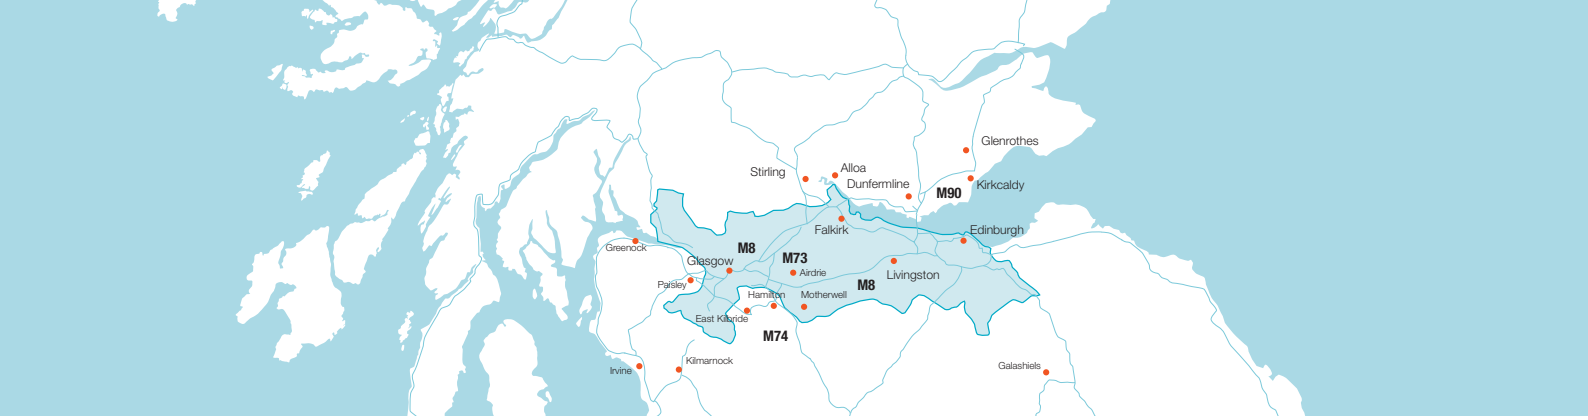 Glenrothes
Stirling
Alloa
Dunfermline
M90
Kirkcaldy
Falkirk
Edinburgh
Greenock
M8
Glasgow
M73
Airdrie
Livingston
Paisley
M8
Hamilton
Motherwell
East Kilbride
M74
Kilmarnock
Irvine
Galashiels